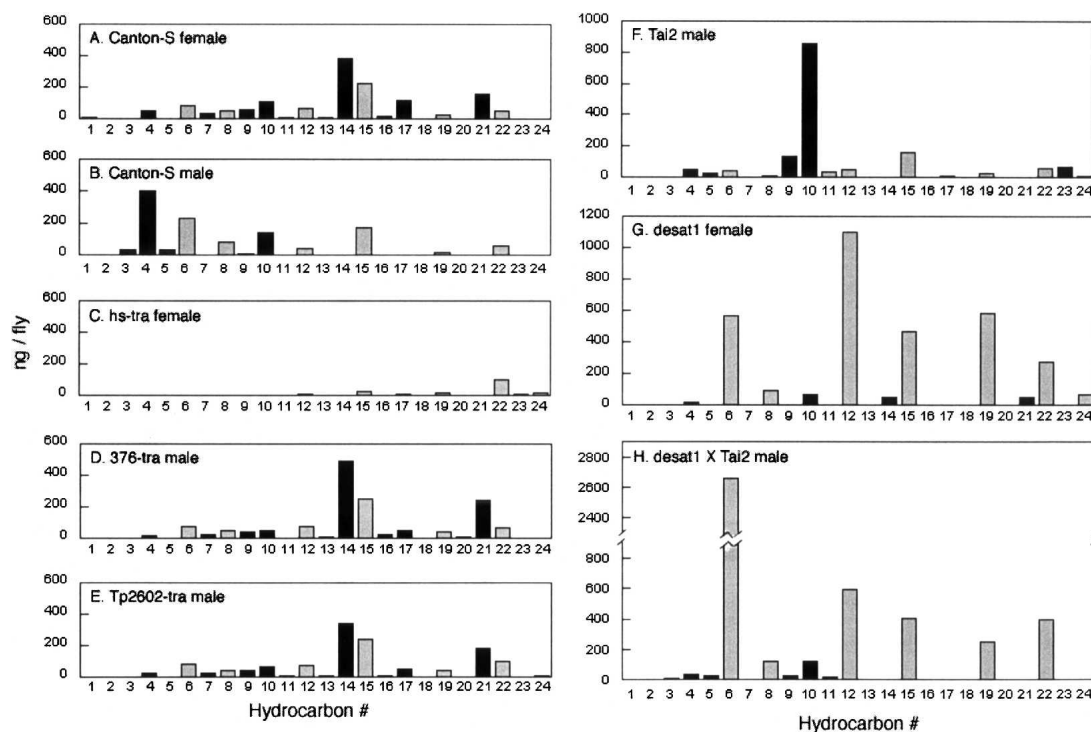 ng / fly
A. Canton-S female
600
400
200
0
1 2 3 4 5 6 7 8 9 10 11 12 13 14 15 16 17 18 19 20 21 22 23 24
B. Canton-S male
600
400
200
0
1 2 3 4 5 6 7 8 9 10 11 12 13 14 15 16 17 18 19 20 21 22 23 24
C. hs-tra female
600
400
200
0
1 2 3 4 5 6 7 8 9 10 11 12 13 14 15 16 17 18 19 20 21 22 23 24
D. 376-tra male
600
400
200
0
1 2 3 4 5 6 7 8 9 10 11 12 13 14 15 16 17 18 19 20 21 22 23 24
E. Tp2602-tra male
600
400
200
0
1 2 3 4 5 6 7 8 9 10 11 12 13 14 15 16 17 18 19 20 21 22 23 24
Hydrocarbon #
F. Tai2 male
1000
800
600
400
200
0
1 2 3 4 5 6 7 8 9 10 11 12 13 14 15 16 17 18 19 20 21 22 23 24
G. desat1 female
1200
1000
800
600
400
200
0
1 2 3 4 5 6 7 8 9 10 11 12 13 14 15 16 17 18 19 20 21 22 23 24
H. desat1 X Tai2 male
2800
2600
2400
800
600
400
200
0
1 2 3 4 5 6 7 8 9 10 11 12 13 14 15 16 17 18 19 20 21 22 23 24
Hydrocarbon #